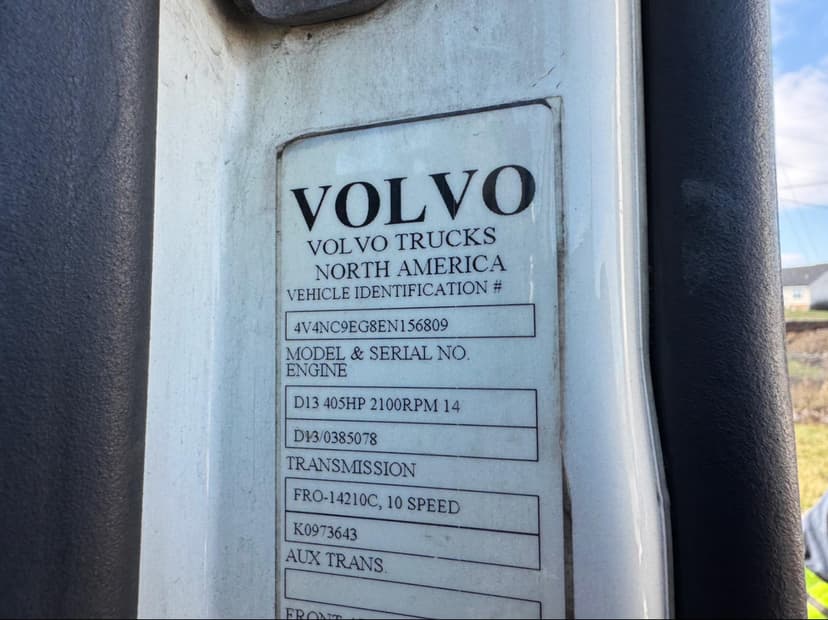 VOLVO
VOLVO TRUCKS
NORTH AMERICA
VEHICLE IDENTIFICATION #
4V4NC9EG8EN156809
MODEL & SERIAL NO.
ENGINE
D13 405HP 2100RPM 14
D13/0385078
TRANSMISSION
FRO-14210C, 10 SPEED
K0973643
AUX TRANS.
FRONT